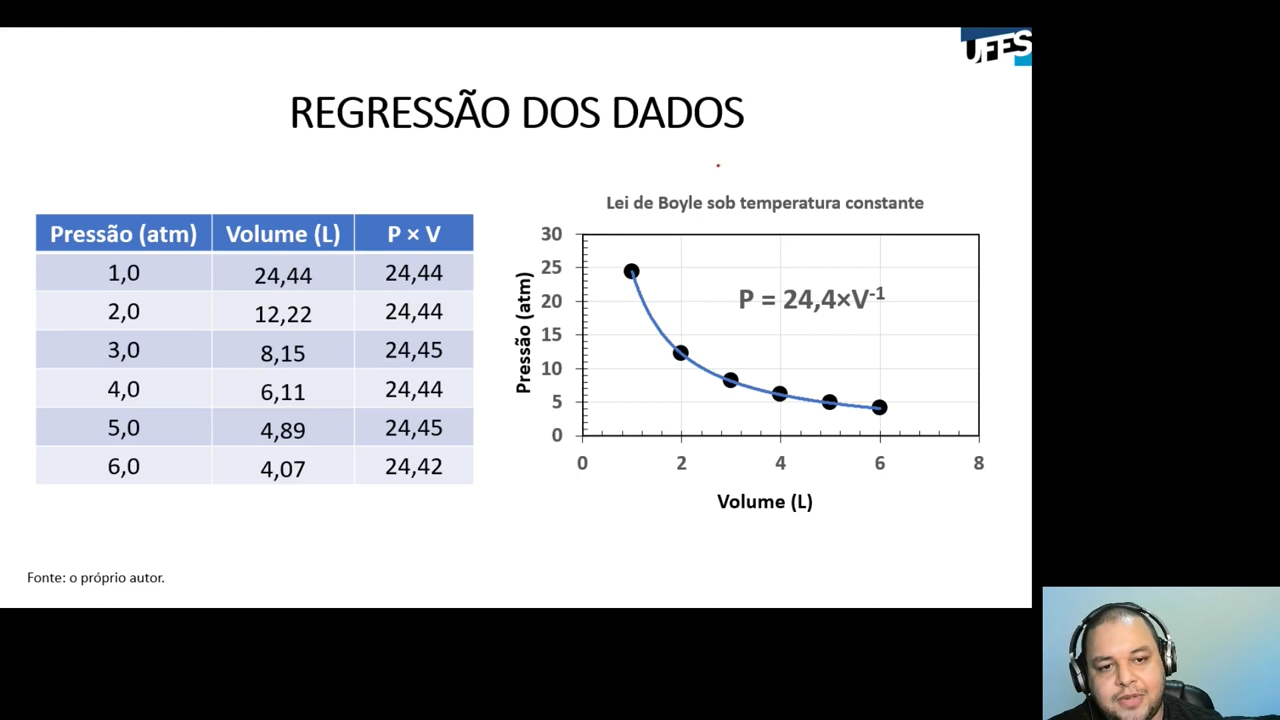 UFES
REGRESSÃO DOS DADOS
Pressão (atm) Volume (L) P × V
1,0 24,44 24,44
2,0 12,22 24,44
3,0 8,15 24,45
4,0 6,11 24,44
5,0 4,89 24,45
6,0 4,07 24,42
Lei de Boyle sob temperatura constante
P = 24,4×V⁻¹
Pressão (atm)
30
25
20
15
10
5
0
0 2 4 6 8
Volume (L)
Fonte: o próprio autor.